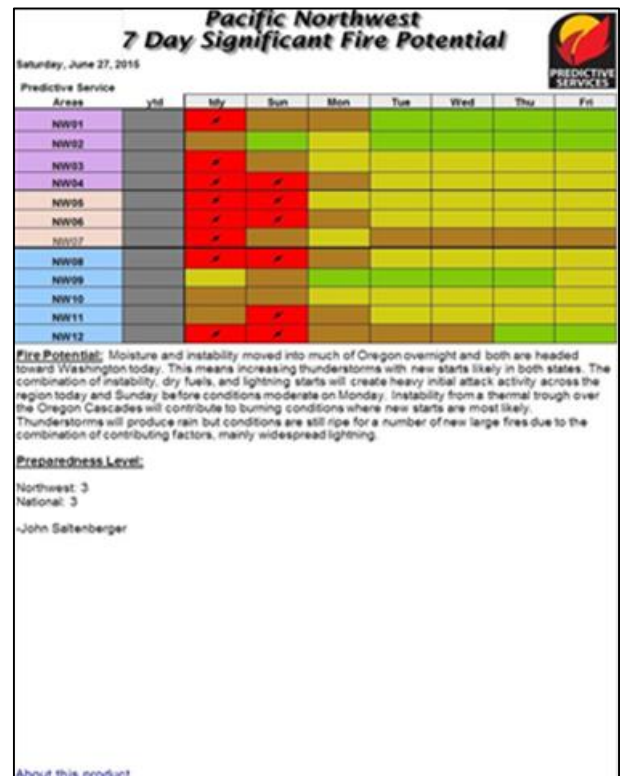 Pacific Northwest
7 Day Significant Fire Potential
Saturday, June 27, 2015
PREDICTIVE
SERVICES
Predictive Service
Areas ytd tdy Sun Mon Tue Wed Thu Fri
NW01
NW02
NW03
NW04
NW05
NW06
NW07
NW08
NW09
NW10
NW11
NW12
Fire Potential: Moisture and instability moved into much of Oregon overnight and both are headed
toward Washington today. This means increasing thunderstorms with new starts likely in both states. The
combination of instability, dry fuels, and lightning starts will create heavy initial attack activity across the
region today and Sunday before conditions moderate on Monday. Instability from a thermal trough over
the Oregon Cascades will contribute to burning conditions where new starts are most likely.
Thunderstorms will produce rain but conditions are still ripe for a number of new large fires due to the
combination of contributing factors, mainly widespread lightning.
Preparedness Level:
Northwest: 3
National: 3
-John Saltenberger
About this product